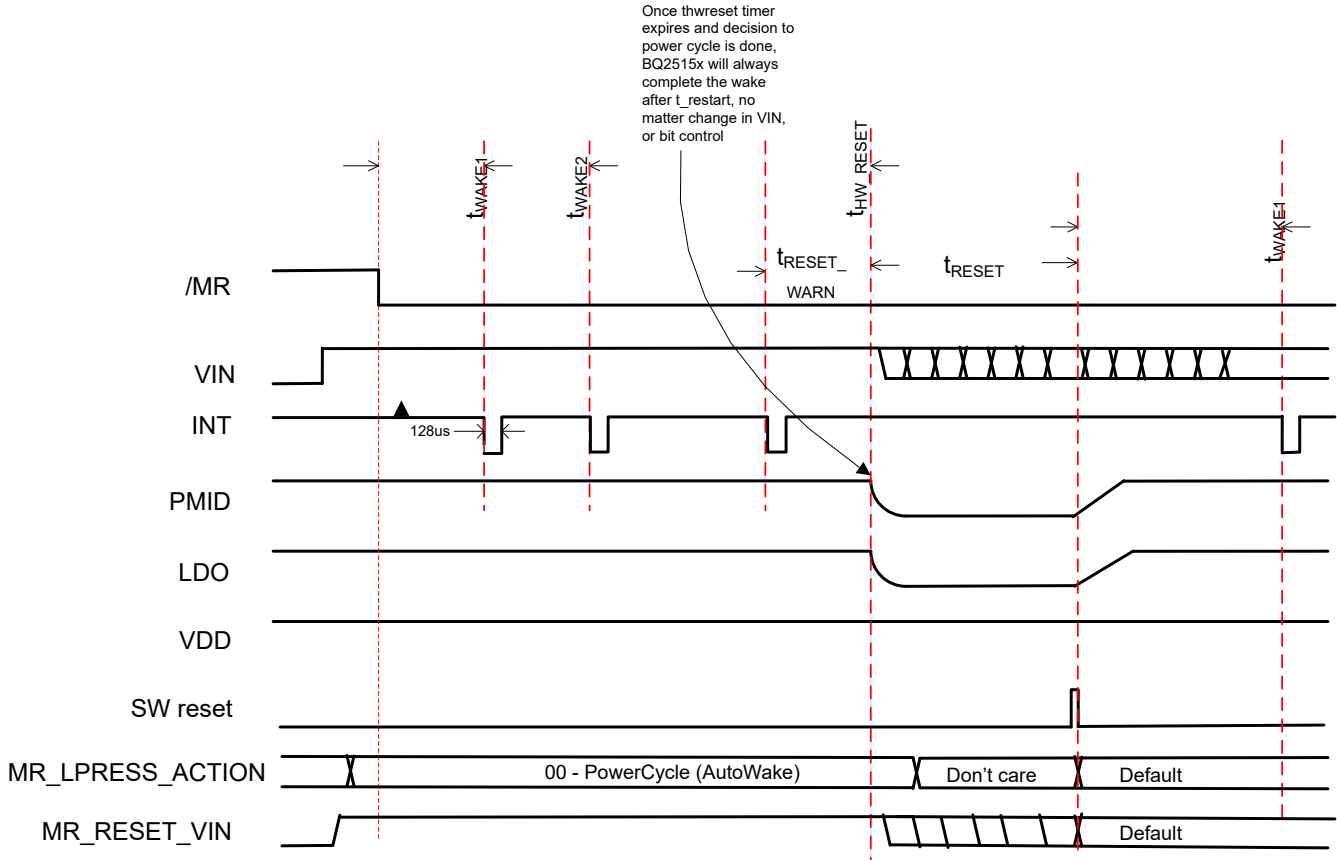 Once thwreset timer
expires and decision to
power cycle is done,
BQ2515x will always
complete the wake
after t_restart, no
matter change in VIN,
or bit control
tWAKE1
tWAKE2
tHW_RESET
tWAKE1
tRESET_
WARN
tRESET
/MR
VIN
INT
128us
PMID
LDO
VDD
SW reset
MR_LPRESS_ACTION
00 - PowerCycle (AutoWake)
Don't care
Default
MR_RESET_VIN
Default